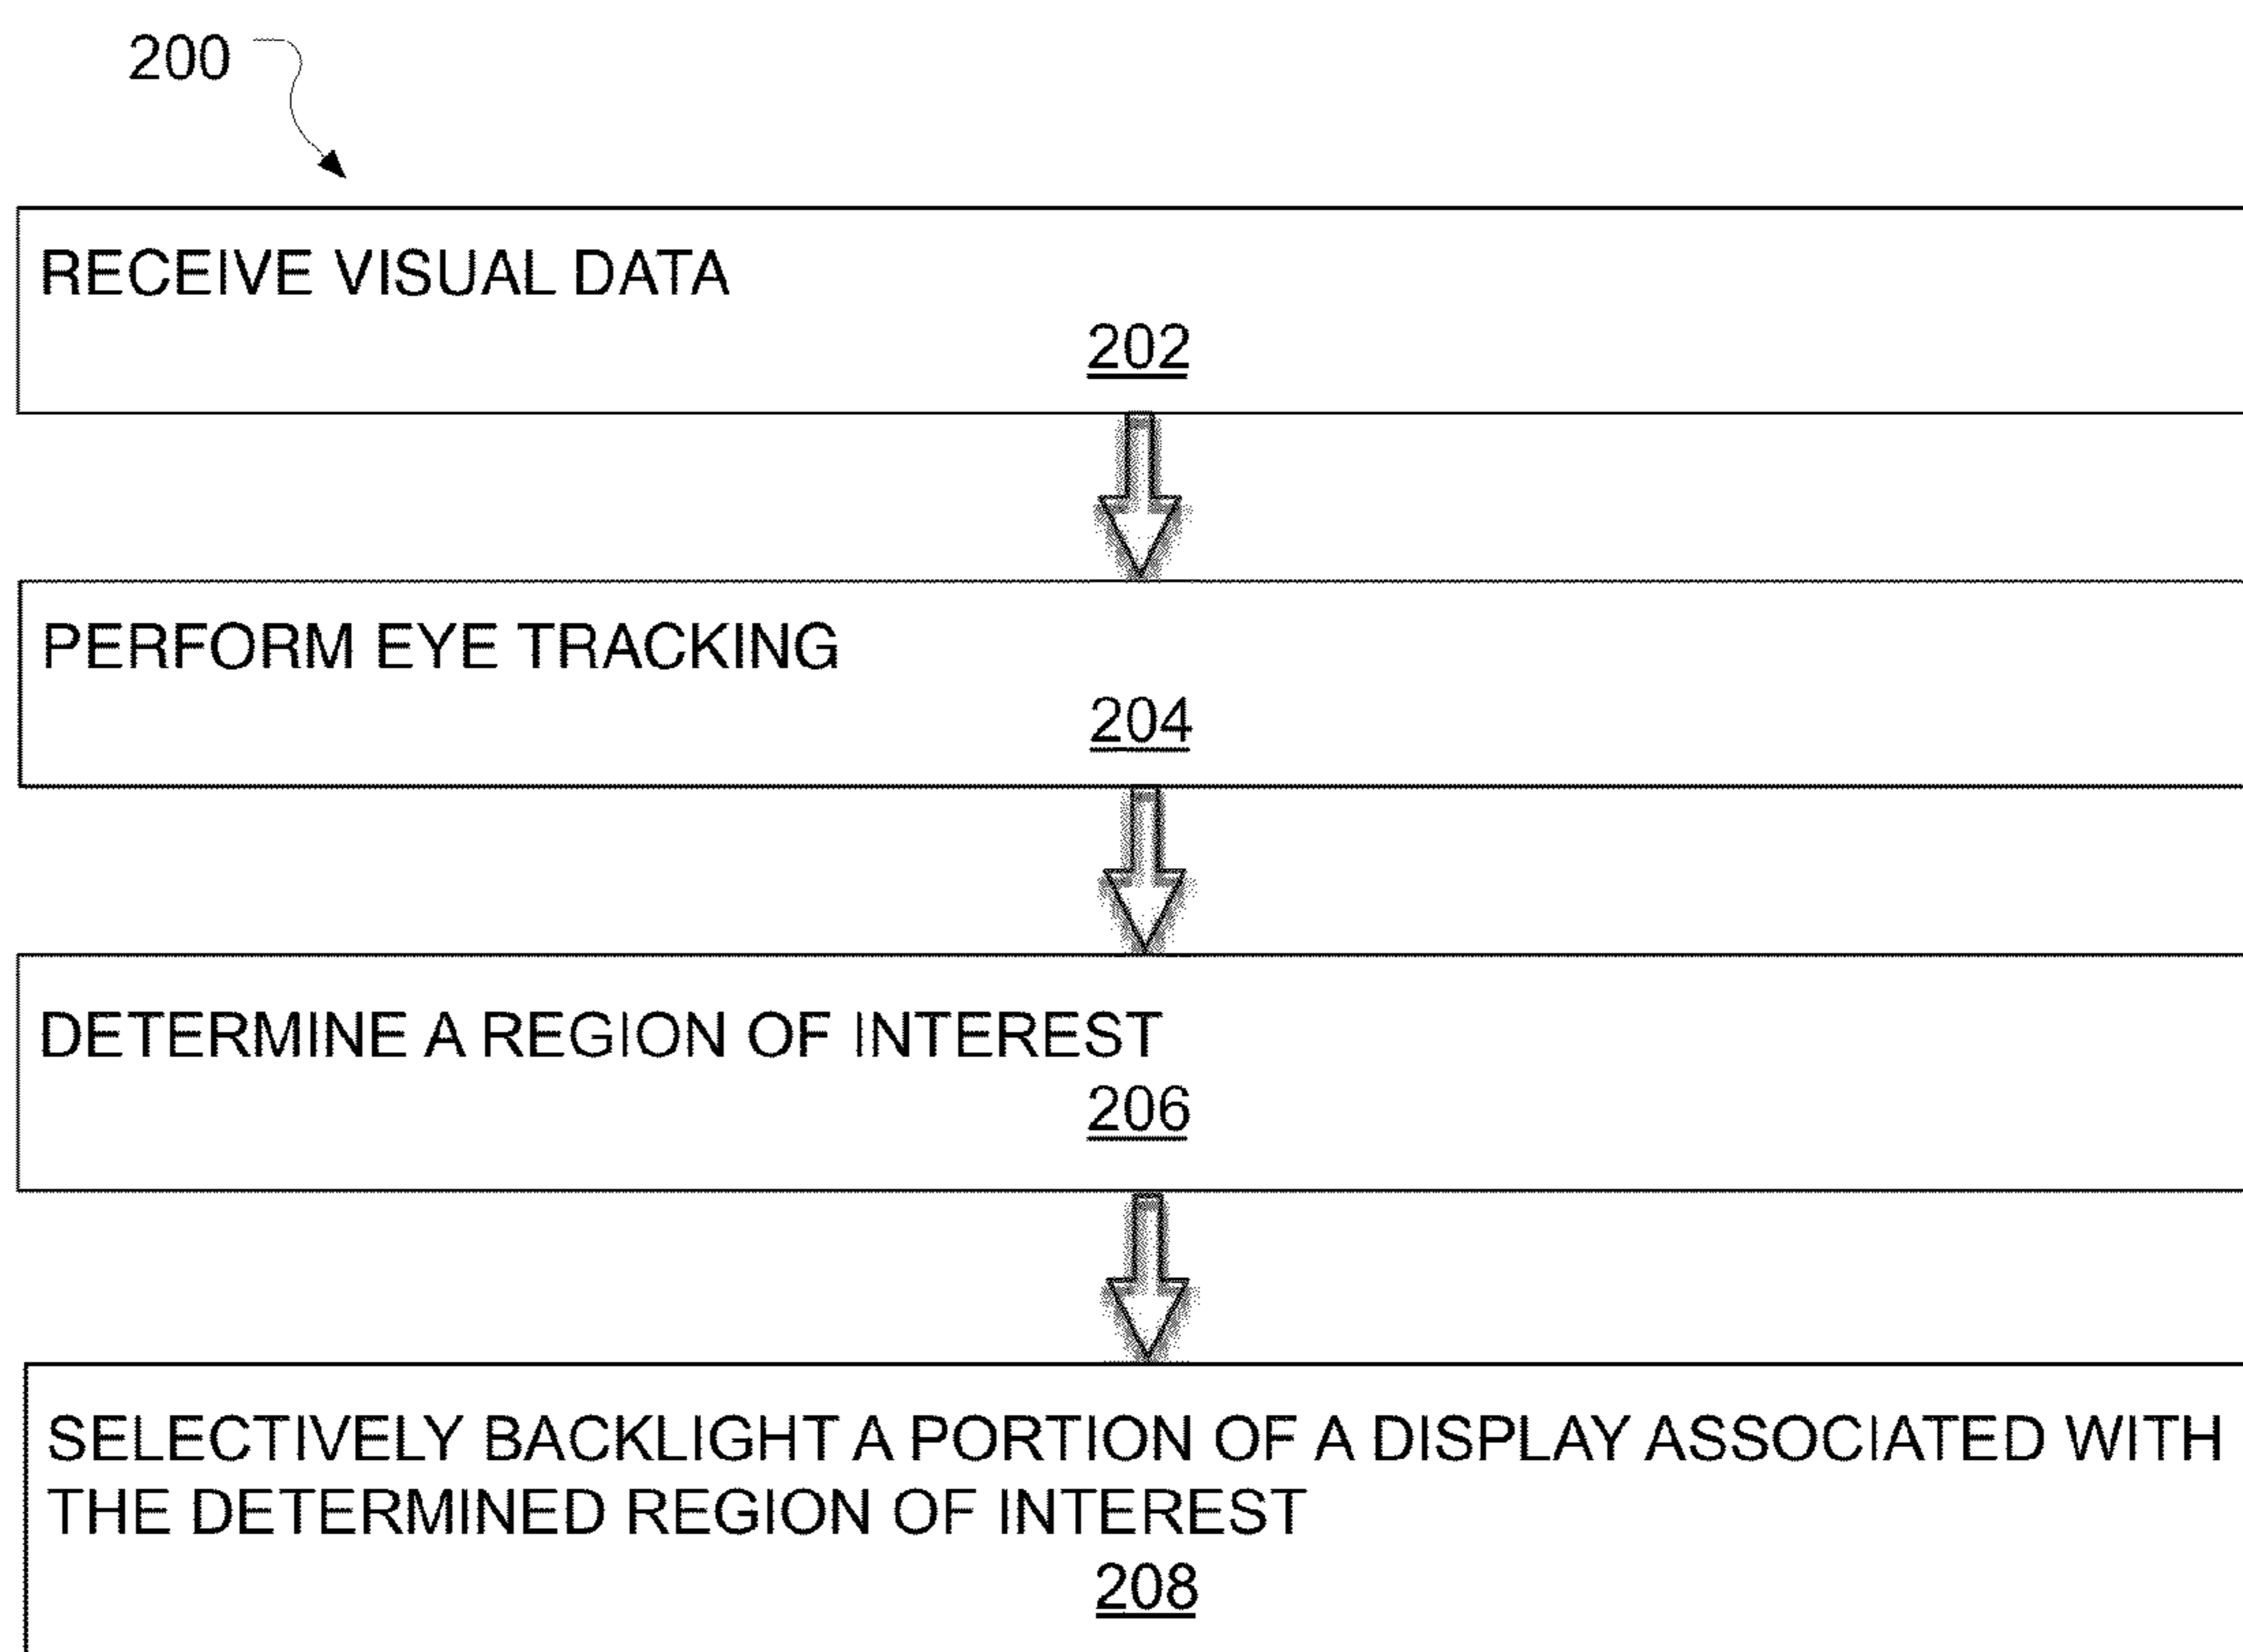 200
RECEIVE VISUAL DATA
202
PERFORM EYE TRACKING
204
DETERMINE A REGION OF INTEREST
206
SELECTIVELY BACKLIGHT A PORTION OF A DISPLAY ASSOCIATED WITH
THE DETERMINED REGION OF INTEREST
208